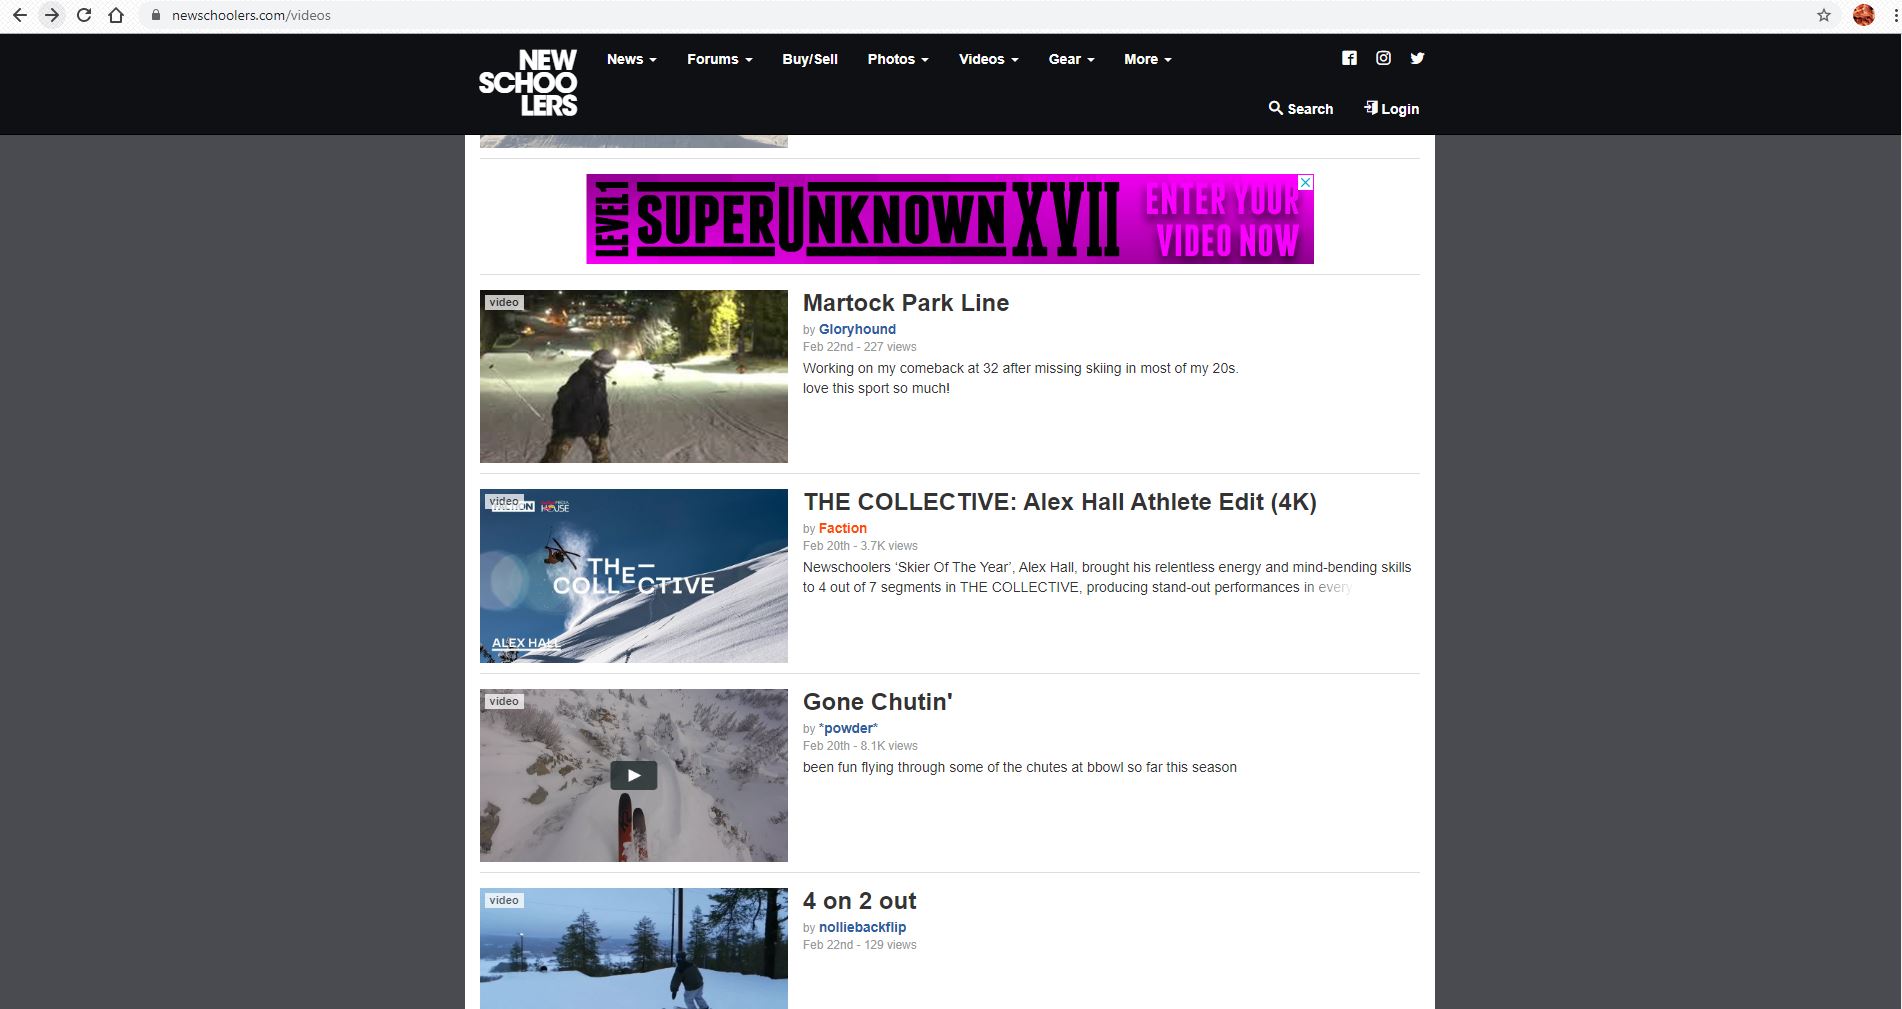 newschoolers.com/videos
NEW
SCHOO
LERS
News
Forums
Buy/Sell
Photos
Videos
Gear
More
Search
Login
LEVEL 1
SUPERUNKNOWN XVII
ENTER YOUR
VIDEO NOW
video
Martock Park Line
by Gloryhound
Feb 22nd - 227 views
Working on my comeback at 32 after missing skiing in most of my 20s.
love this sport so much!
video
HOUSE
THE
COLLECTIVE
ALEX HALL
THE COLLECTIVE: Alex Hall Athlete Edit (4K)
by Faction
Feb 20th - 3.7K views
Newschoolers ‘Skier Of The Year’, Alex Hall, brought his relentless energy and mind-bending skills
to 4 out of 7 segments in THE COLLECTIVE, producing stand-out performances in every
video
Gone Chutin'
by *powder*
Feb 20th - 8.1K views
been fun flying through some of the chutes at bbowl so far this season
video
4 on 2 out
by nolliebackflip
Feb 22nd - 129 views